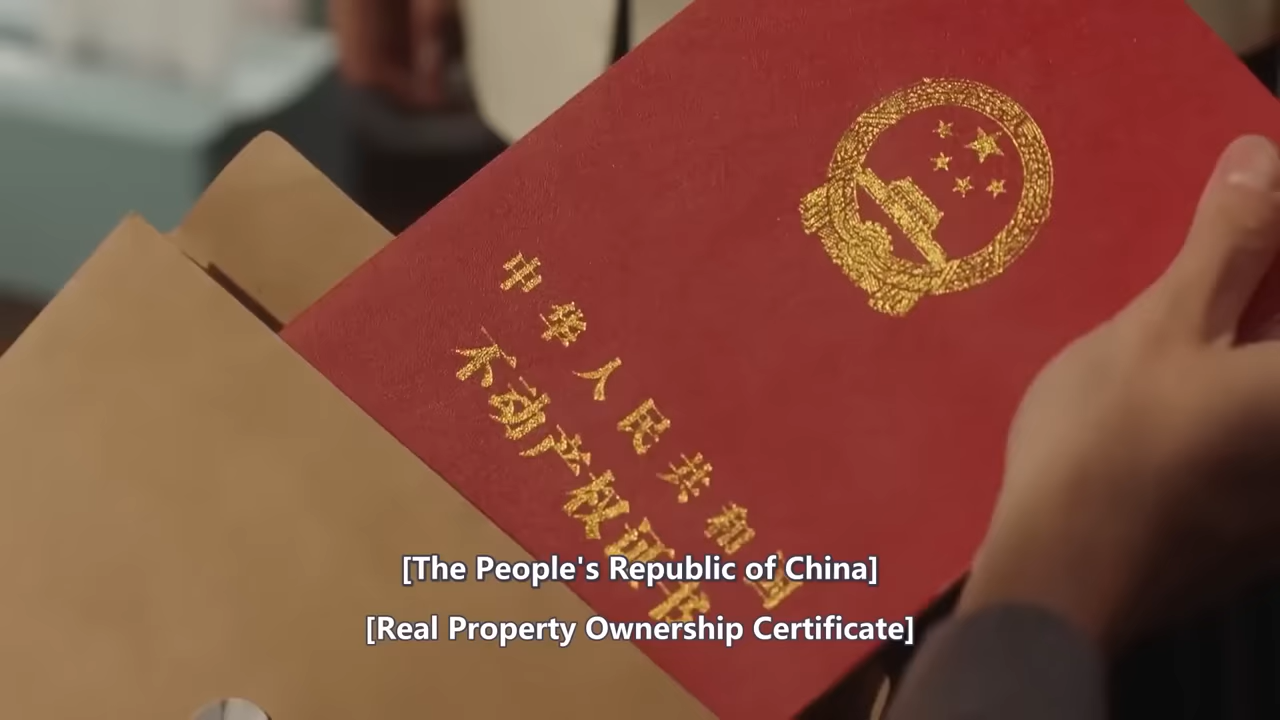 中华人民共和国
不动产权证书
[The People's Republic of China]
[Real Property Ownership Certificate]